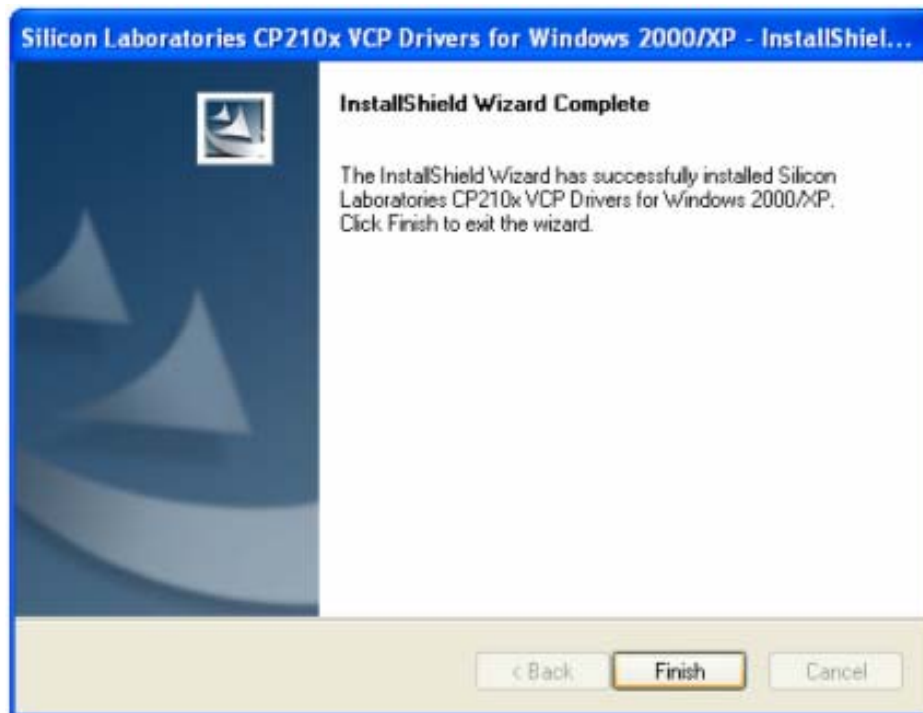 Silicon Laboratories CP210x VCP Drivers for Windows 2000/XP - InstallShiel...
InstallShield Wizard Complete
The InstallShield Wizard has successfully installed Silicon
Laboratories CP210x VCP Drivers for Windows 2000/XP.
Click Finish to exit the wizard.
< Back
Finish
Cancel